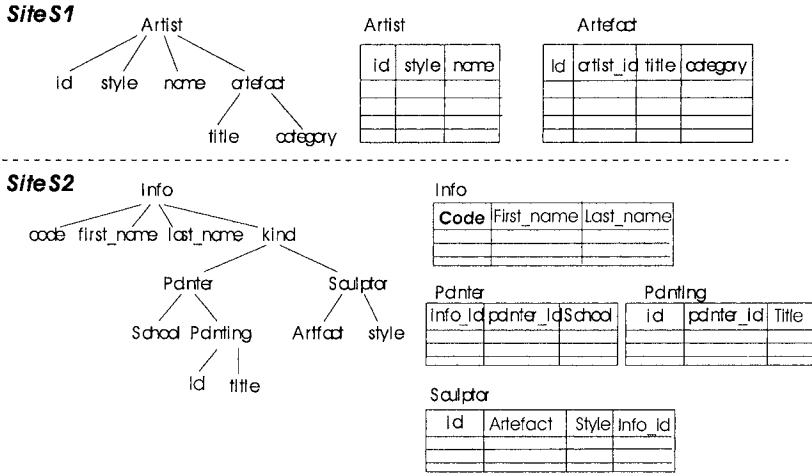 Site S1
Artist
id style name artefact
title category
Artist
id style name
Artefact
Id artist_id title category
Site S2
Info
code first_name last_name kind
Painter Sculptor
School Painting Artfact style
Id title
Info
Code First_name Last_name
Painter
info_Id painter_Id School
Painting
id painter_id Title
Sculptor
id Artefact Style Info_Id